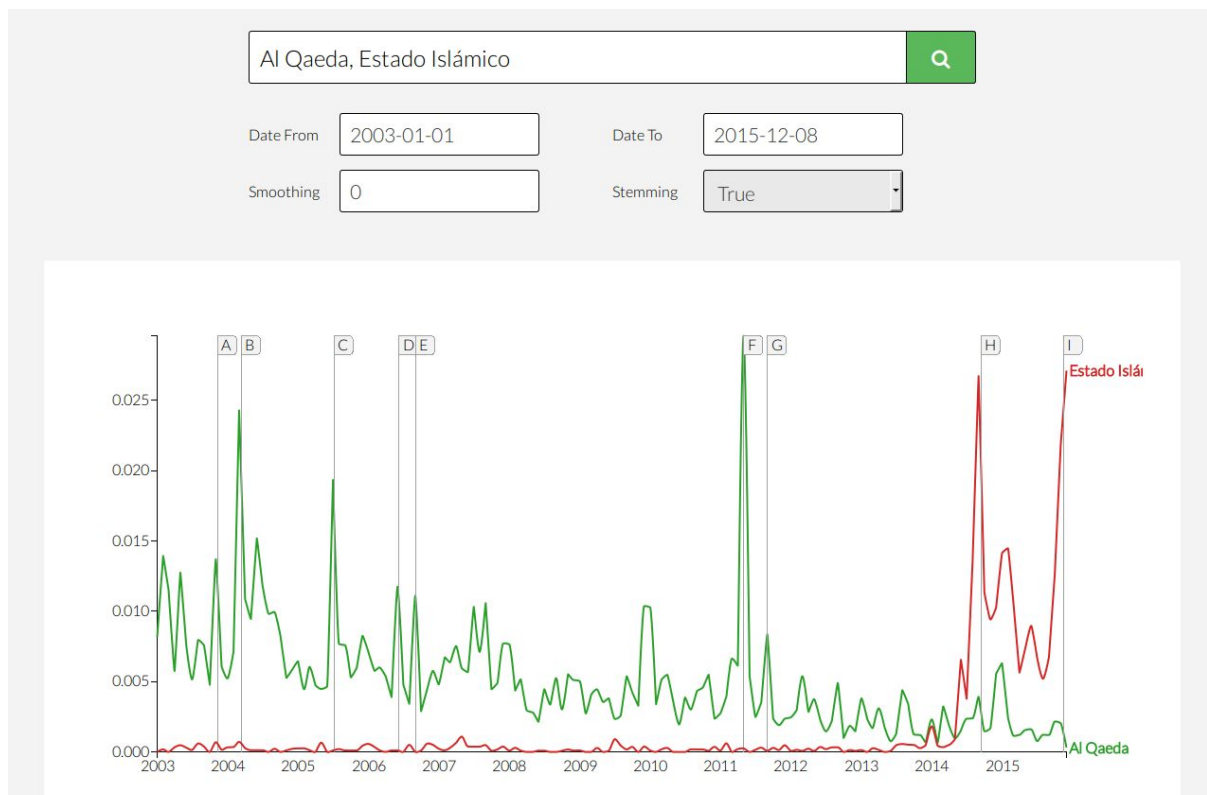 Al Qaeda, Estado Islámico
Date From 2003-01-01 Date To 2015-12-08
Smoothing 0 Stemming True
A B C D E F G H I
Estado Islá
0.025
0.020
0.015
0.010
0.005
0.000
Al Qaeda
2003 2004 2005 2006 2007 2008 2009 2010 2011 2012 2013 2014 2015